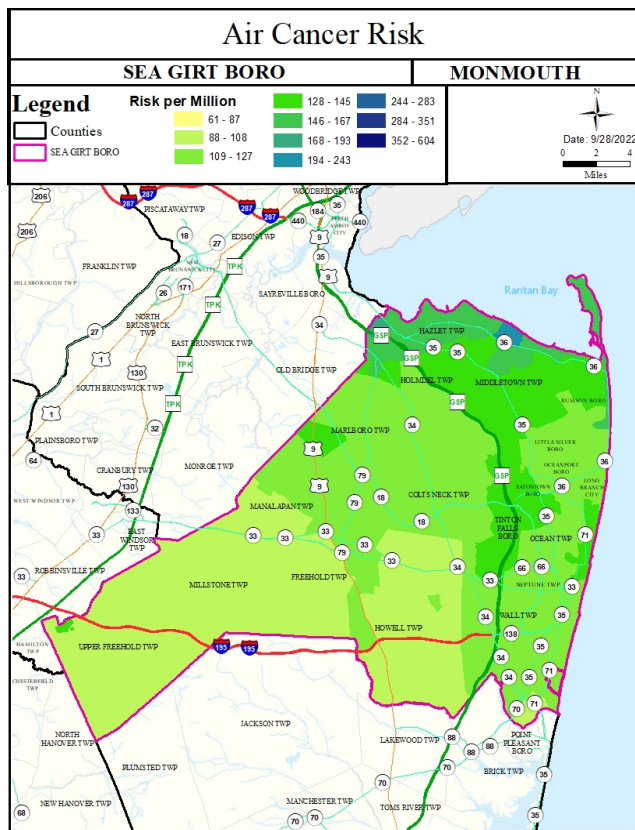 Air Cancer Risk
SEA GIRT BORO
MONMOUTH
Legend
Counties
SEA GIRT BORO
Risk per Million
61 - 87
88 - 108
109 - 127
128 - 145
146 - 167
168 - 193
194 - 243
244 - 283
284 - 351
352 - 604
N
Date: 9/28/2022
0 2 4
Miles
WOODBRIDGE TWP
287
206
287
PISCATAWAY TWP
287
287
35
184
440
440
PERTH AMBOY CITY
206
18
27
EDISON TWP
9
NEW BRUNSWICK CITY
FRANKLIN TWP
35
TPK
9
HILLSBOROUGH TWP
26
171
SAYREVILLE BORO
Raritan Bay
TPK
NORTH BRUNSWICK TWP
27
34
HAZLET TWP
GSP
36
1
EAST BRUNSWICK TWP
35
35
TPK
GSP
130
OLD BRIDGE TWP
36
HOLMDEL TWP
MIDDLETOWN TWP
SOUTH BRUNSWICK TWP
TPK
GSP
RUMSON BORO
1
32
MARLBORO TWP
34
35
PLAINSBORO TWP
9
LITTLE SILVER BORO
64
CRANBURY TWP
MONROE TWP
79
GSP
OCEANPORT BORO
36
130
9
EATONTOWN BORO
36
LONG BRANCH CITY
WEST WINDSOR TWP
133
MANALAPAN TWP
79
18
COLTS NECK TWP
18
35
33
EAST WINDSOR TWP
33
33
33
33
TINTON FALLS BORO
OCEAN TWP
71
79
33
34
66
66
33
ROBBINSVILLE TWP
MILLSTONE TWP
FREEHOLD TWP
33
NEPTUNE TWP
33
34
WALL TWP
35
HOWELL TWP
138
HAMILTON TWP
UPPER FREEHOLD TWP
195
195
35
34
71
CHESTERFIELD TWP
34
35
70
71
JACKSON TWP
NORTH HANOVER TWP
LAKEWOOD TWP
88
88
88
POINT PLEASANT BORO
PLUMSTED TWP
70
BRICK TWP
35
70
NEW HANOVER TWP
MANCHESTER TWP
TOMS RIVER TWP
68
70
70
35